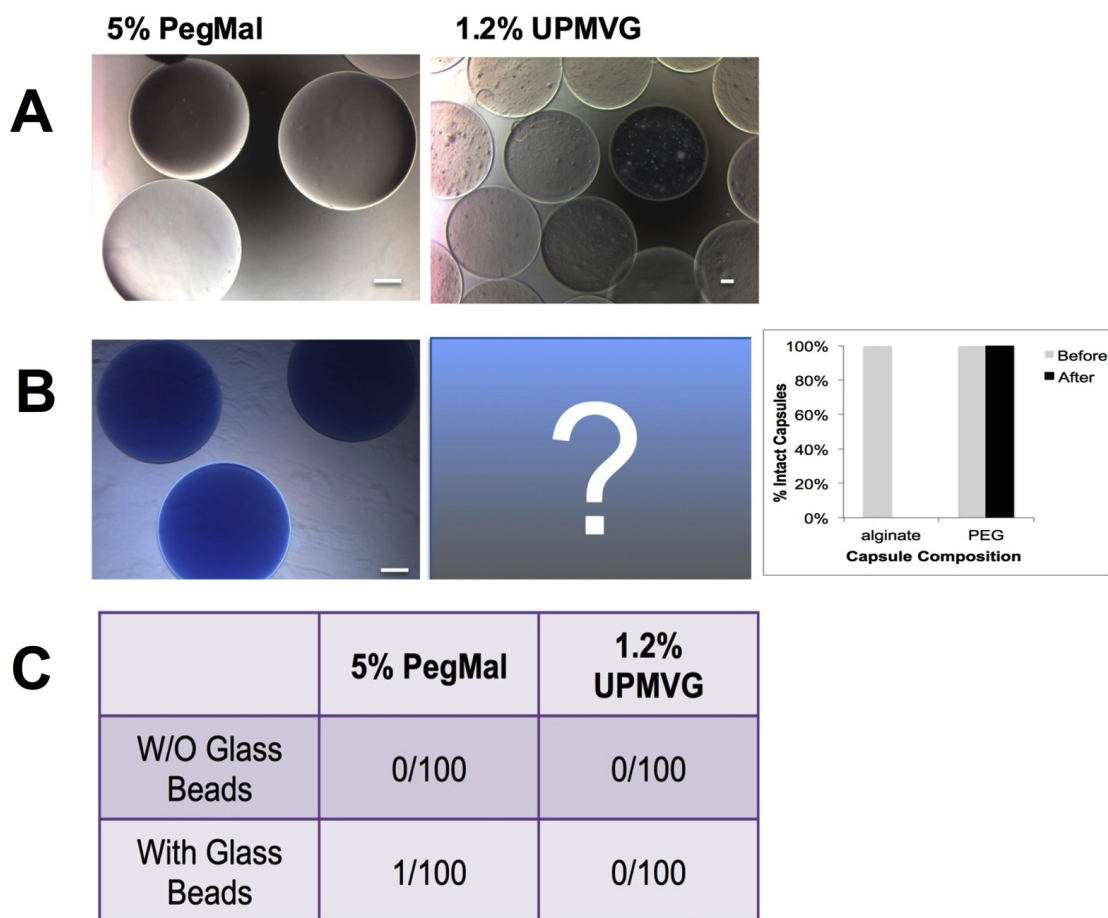 5% PegMal
1.2% UPMVG
A
B
?
100%
80%
60%
40%
20%
0%
% Intact Capsules
alginate
PEG
Capsule Composition
Before
After
C
5% PegMal
1.2%
UPMVG
W/O Glass
Beads
0/100
0/100
With Glass
Beads
1/100
0/100